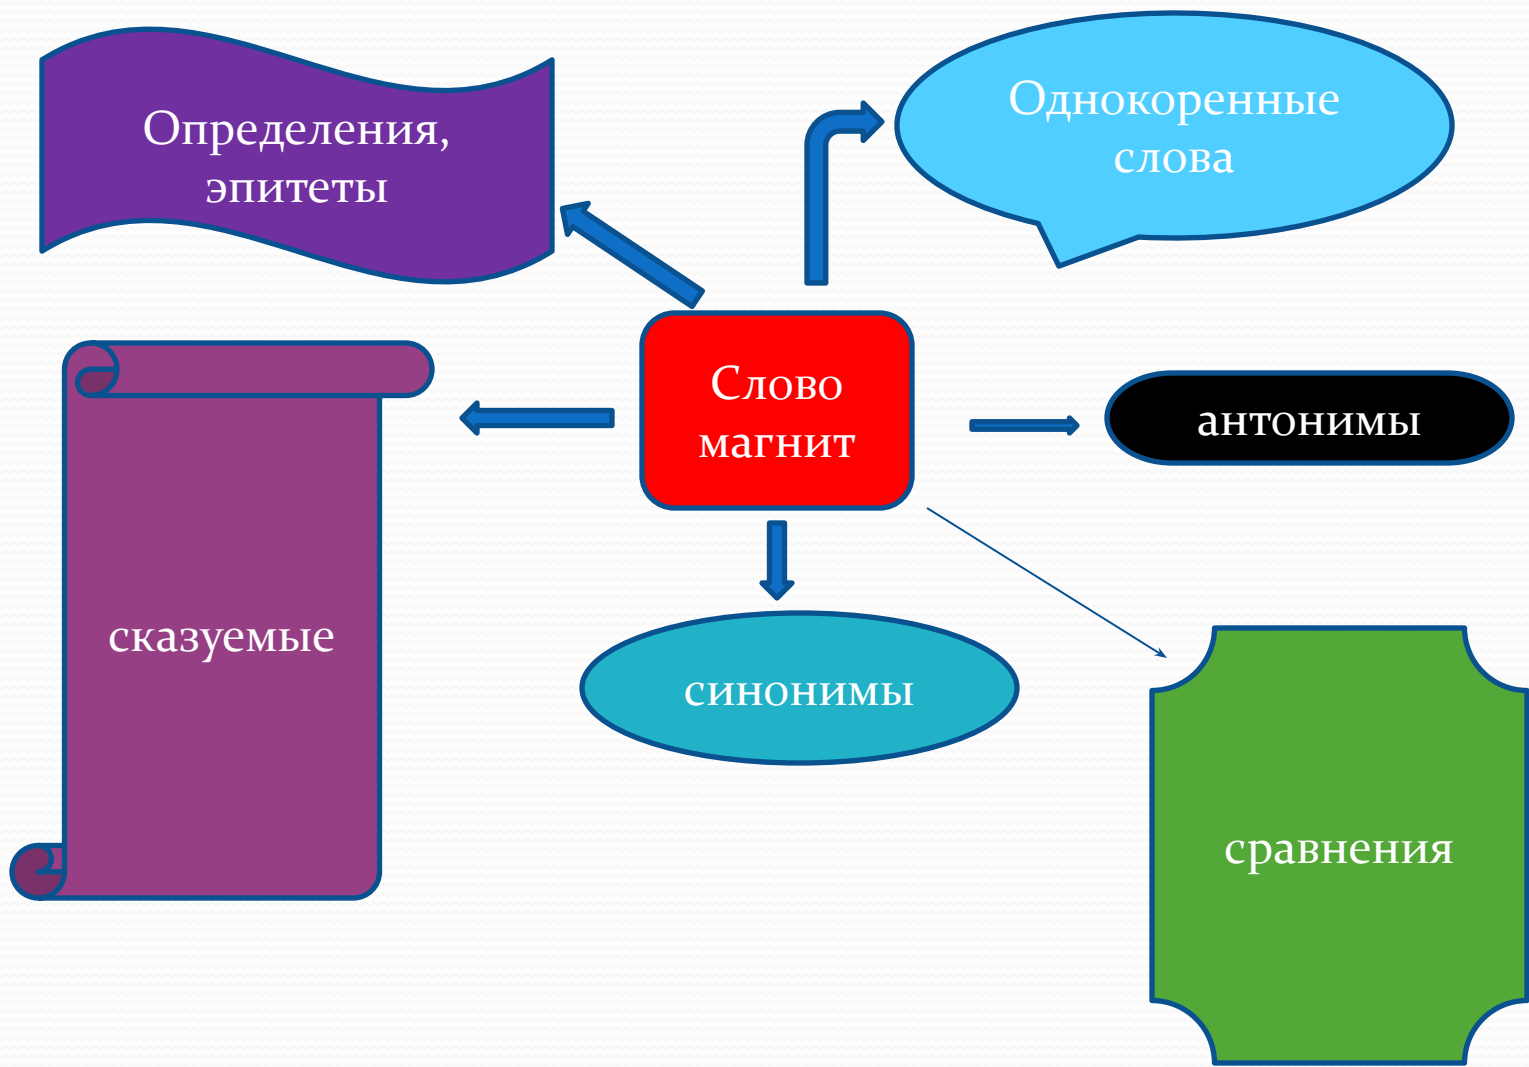 Определения,
эпитеты
Однокоренные
слова
Слово
магнит
антонимы
сказуемые
синонимы
сравнения